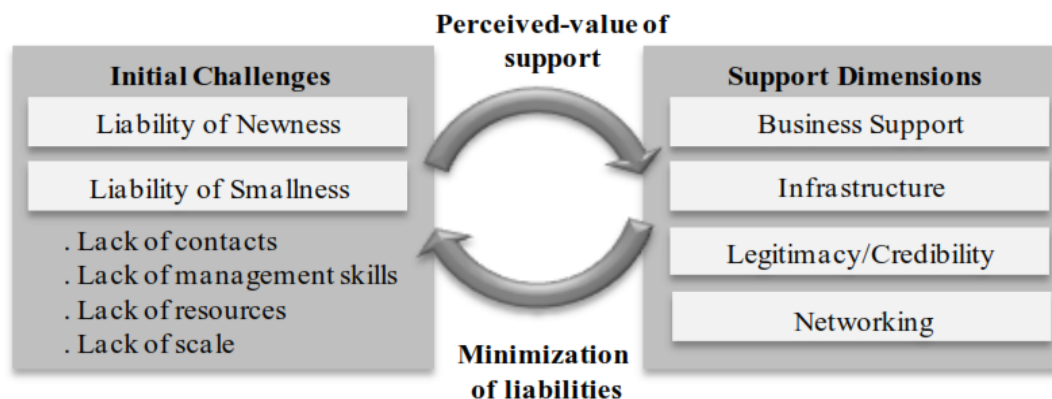 Perceived-value of
support
Initial Challenges
Liability of Newness
Liability of Smallness
. Lack of contacts
. Lack of management skills
. Lack of resources
. Lack of scale
Support Dimensions
Business Support
Infrastructure
Legitimacy/Credibility
Networking
Minimization
of liabilities